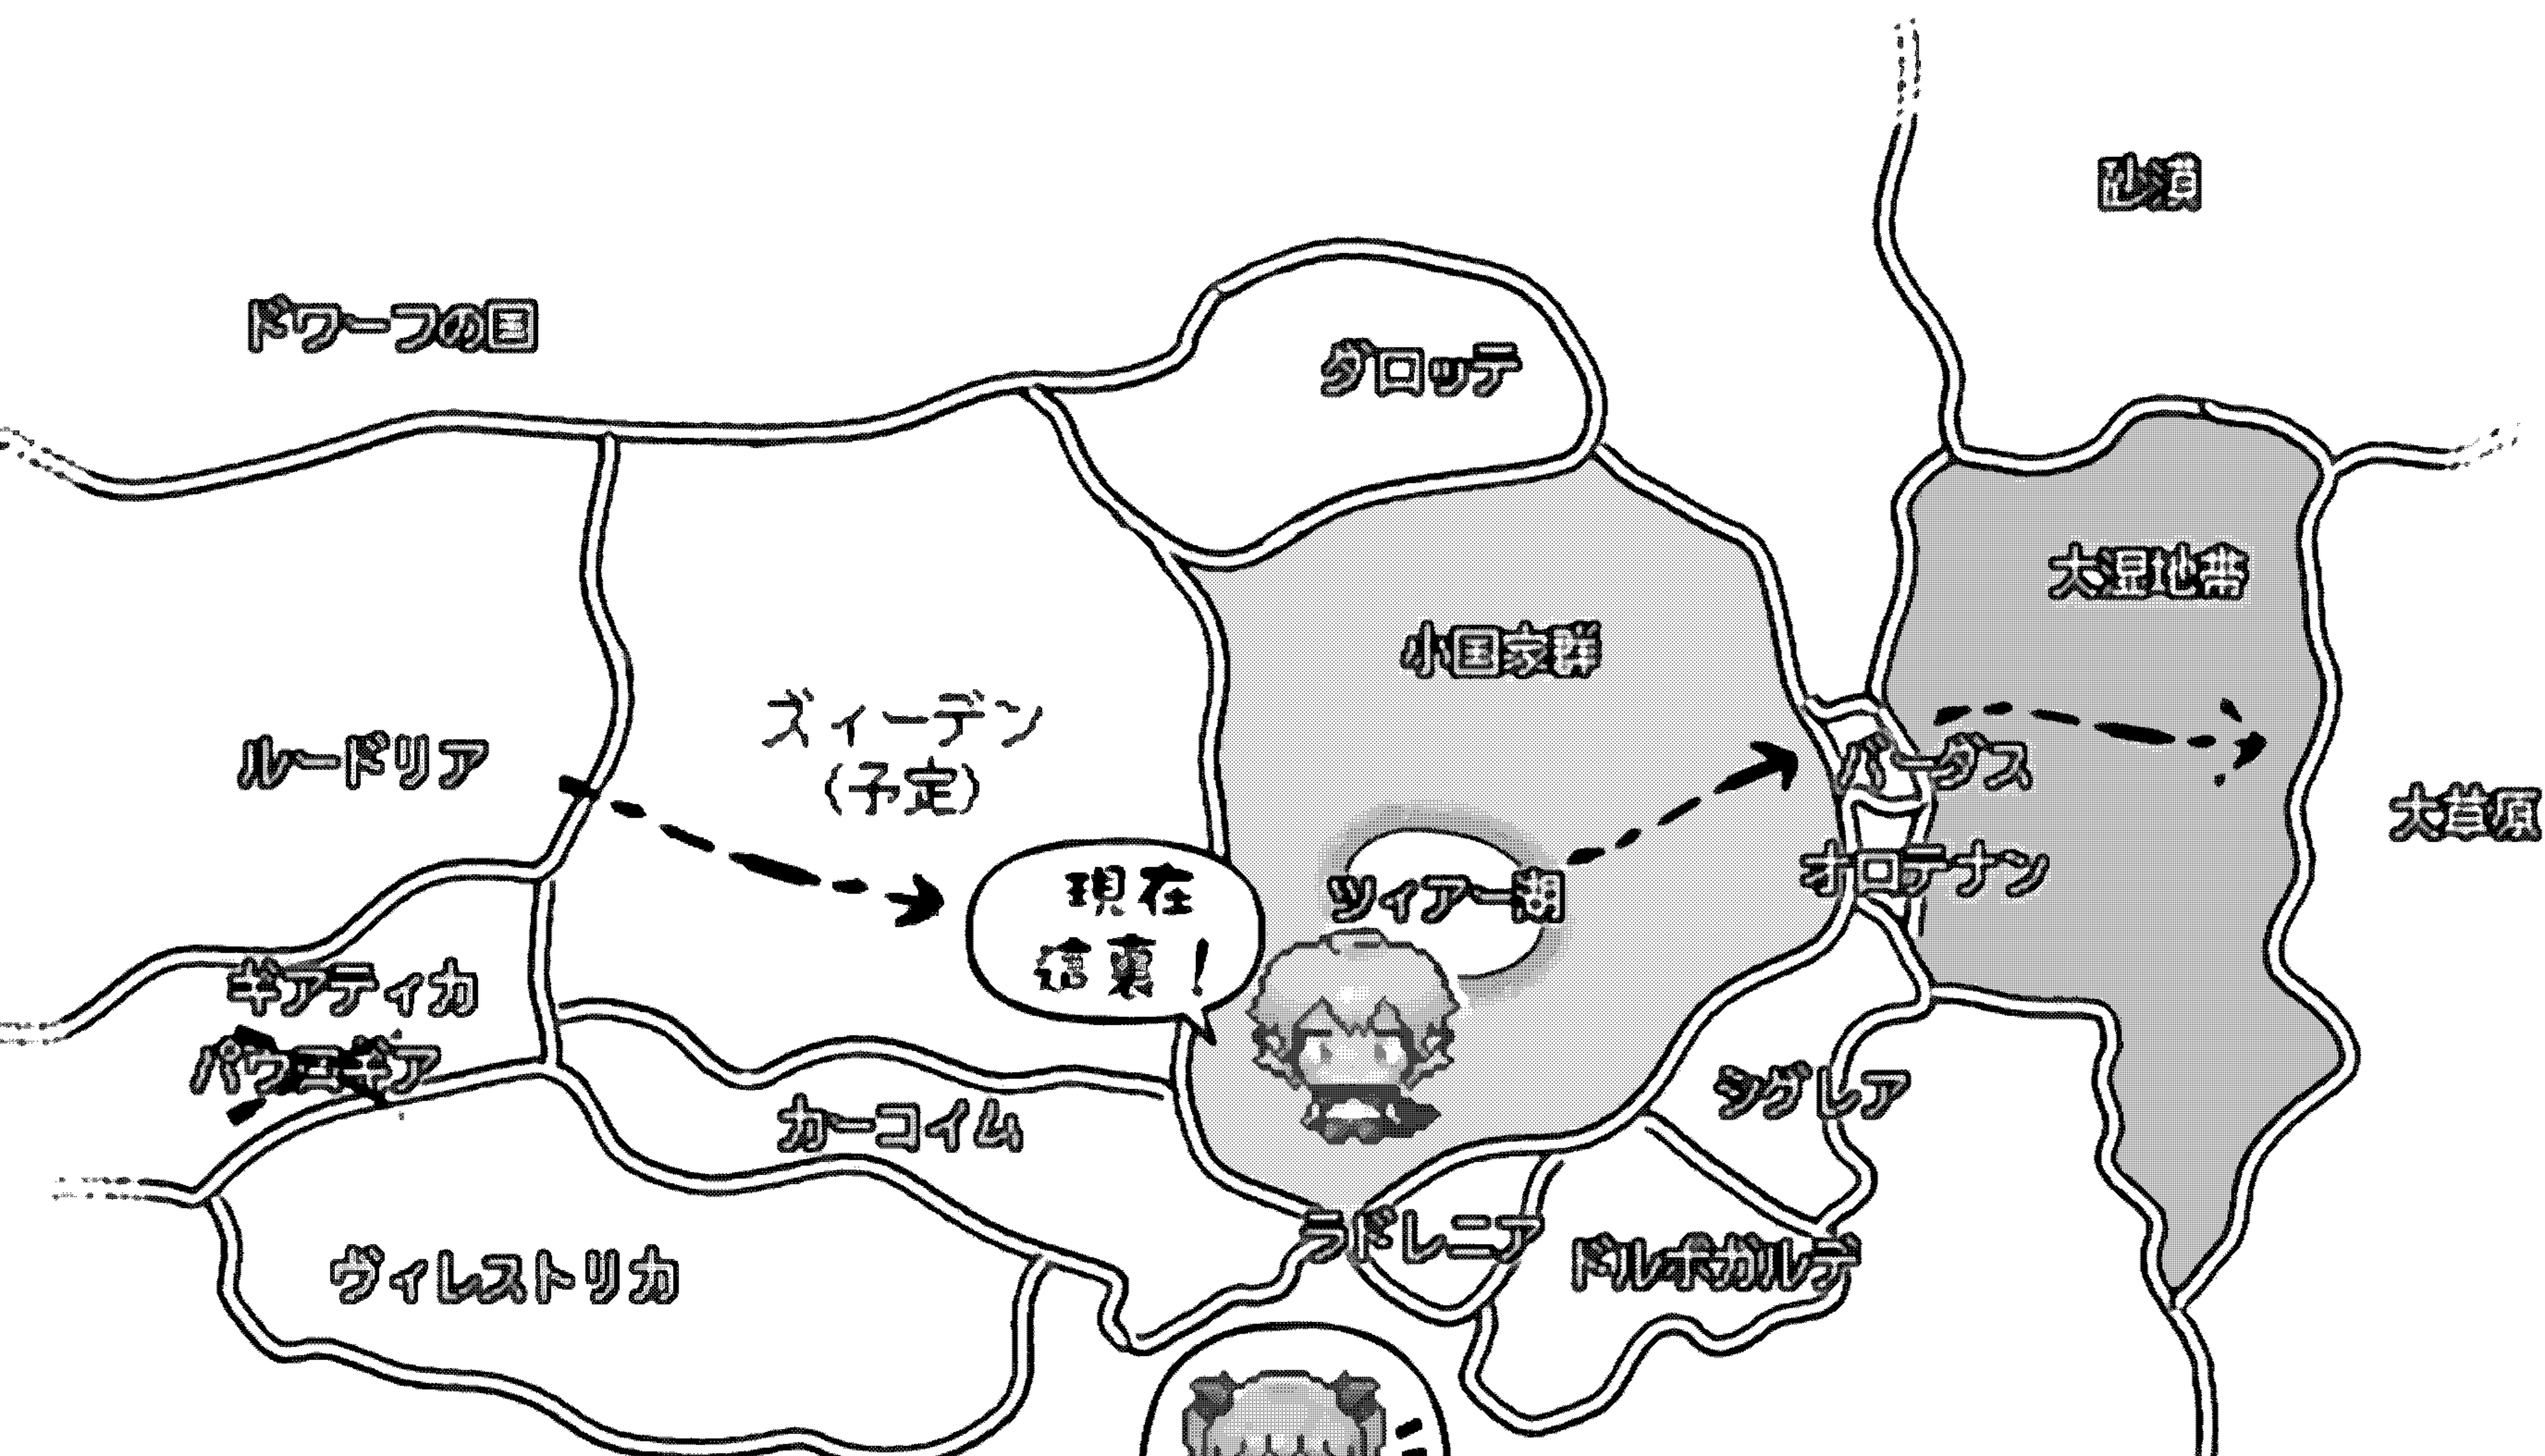 砂漠
ドワーフの国
ダロッテ
大湿地帯
小国家群
ズィーデン
(予定)
ルードリア
バーダス
大草原
オロテナン
ツィアー湖
現在
信裏!
ギアティカ
パウエギア
シグレア
カーコイム
ラドレニア
ドルボガルデ
ヴィレストリカ